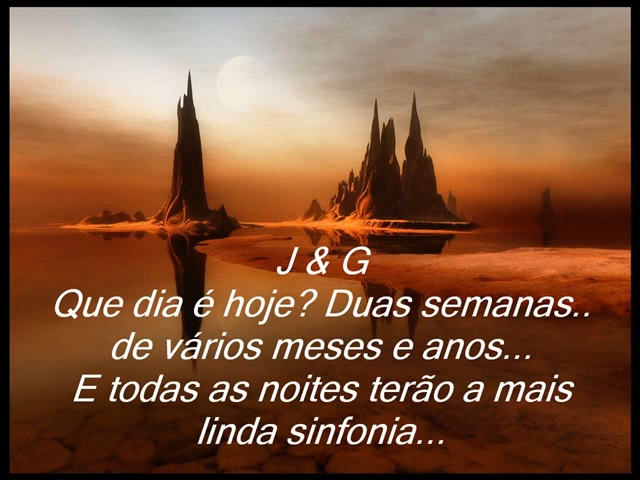 J & G
Que dia é hoje? Duas semanas..
de vários meses e anos...
E todas as noites terão a mais
linda sinfonia...